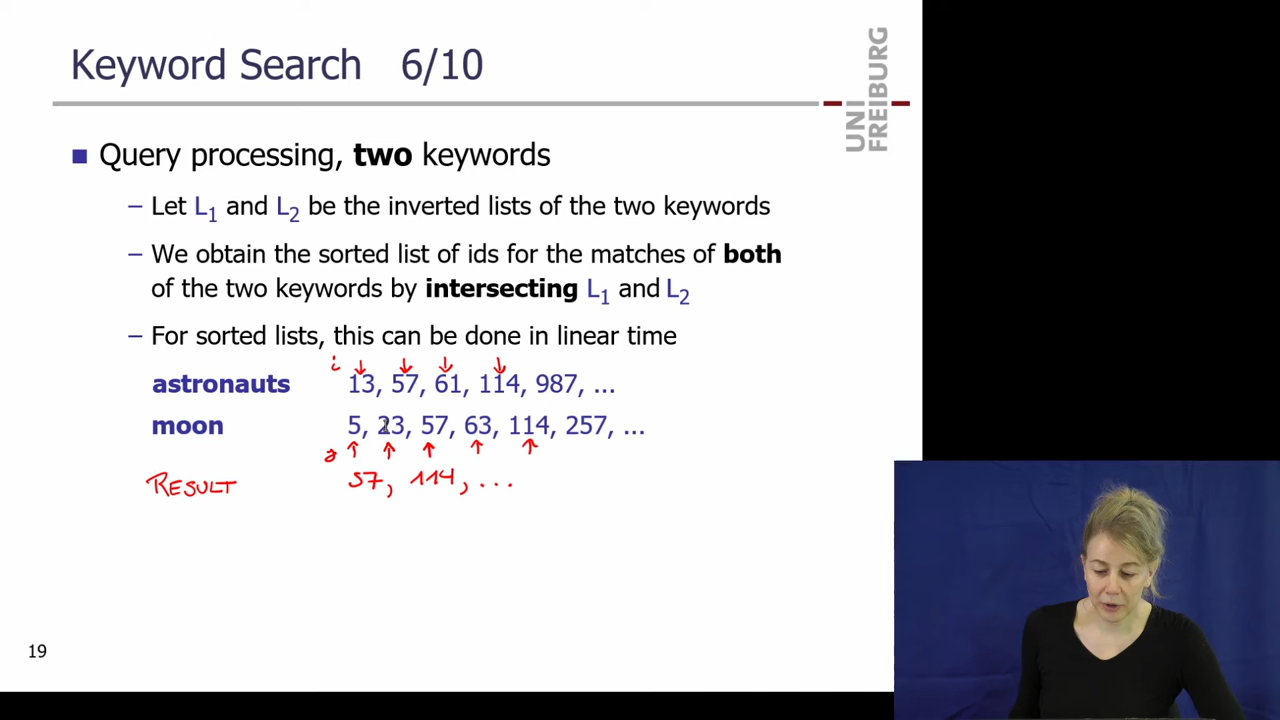 Keyword Search 6/10
UNI
FREIBURG
■ Query processing, two keywords
– Let L1 and L2 be the inverted lists of the two keywords
– We obtain the sorted list of ids for the matches of both
of the two keywords by intersecting L1 and L2
– For sorted lists, this can be done in linear time
i
astronauts 13, 57, 61, 114, 987, ...
moon 5, 23, 57, 63, 114, 257, ...
RESULT 57, 114, ...
19